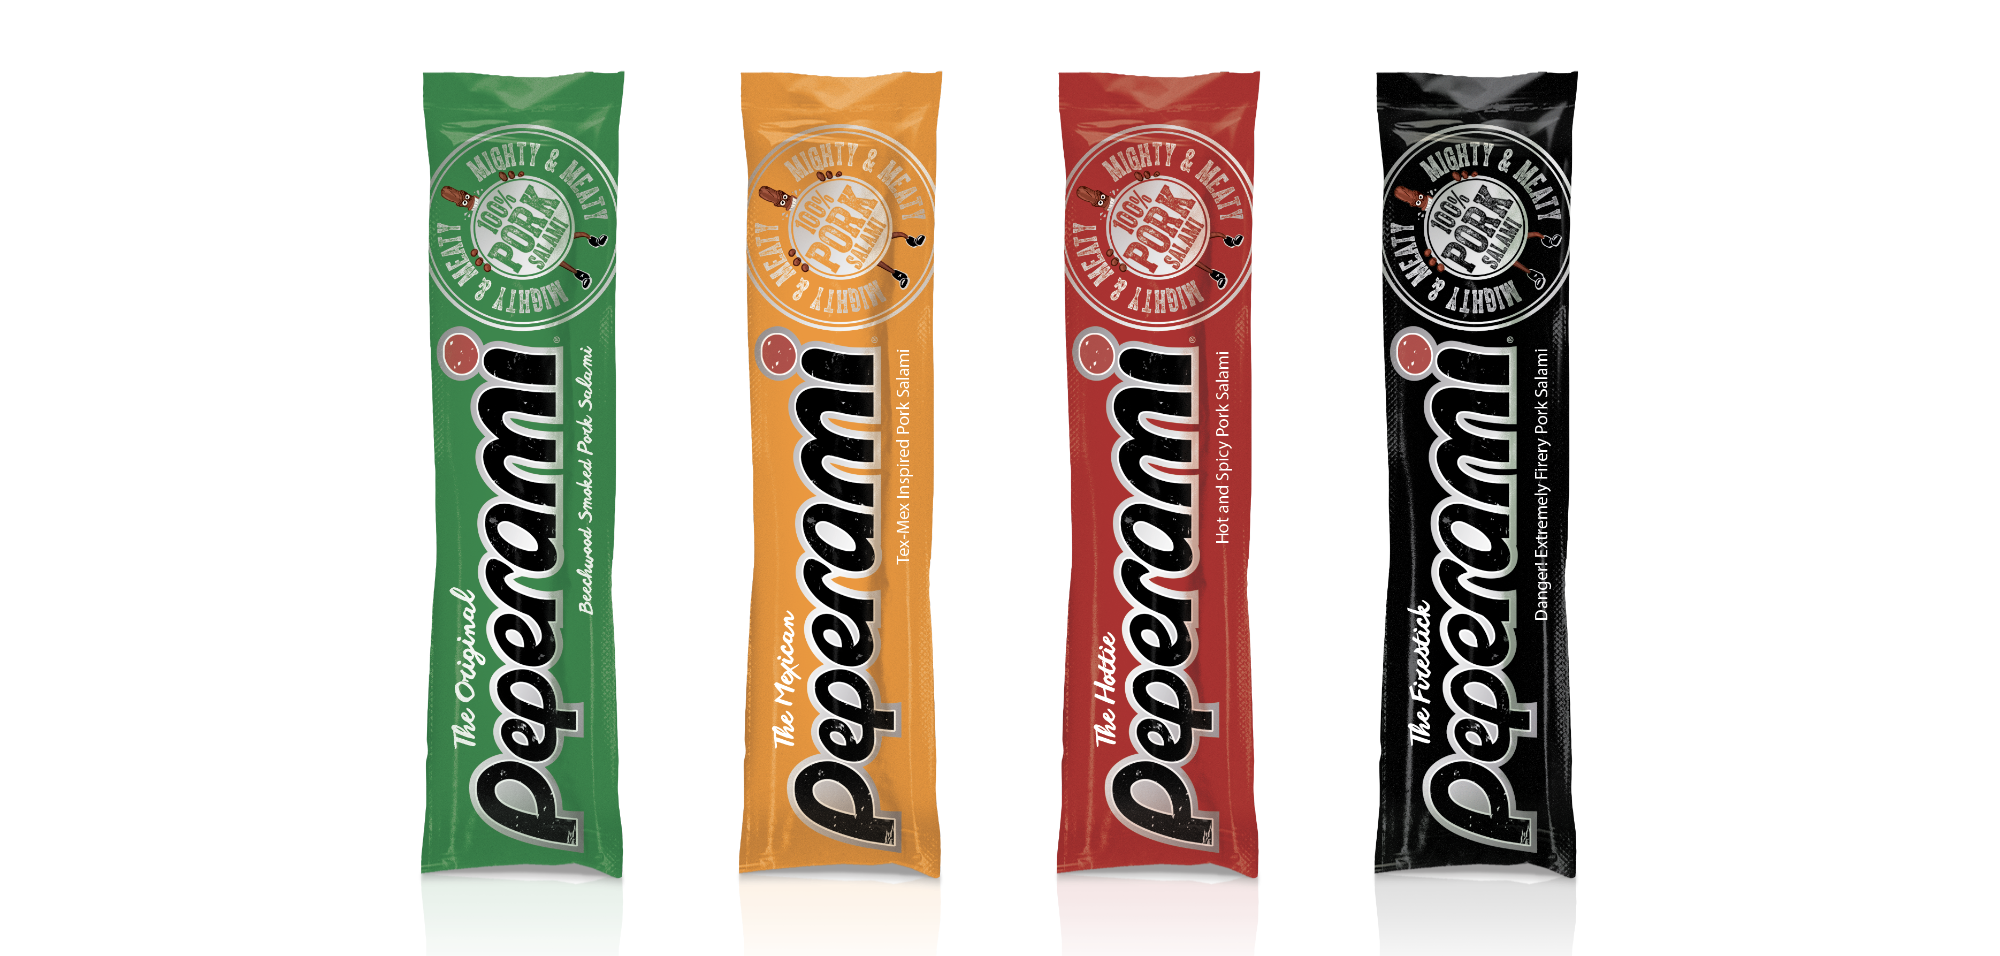 MIGHTY & MEATY
MIGHTY & MEATY
100%
PORK
SALAMI
The Original
Peperami®
Beechwood Smoked Pork Salami
MIGHTY & MEATY
MIGHTY & MEATY
100%
PORK
SALAMI
The Mexican
Peperami®
Tex-Mex Inspired Pork Salami
MIGHTY & MEATY
MIGHTY & MEATY
100%
PORK
SALAMI
The Hottie
Peperami®
Hot and Spicy Pork Salami
MIGHTY & MEATY
MIGHTY & MEATY
100%
PORK
SALAMI
The Firestick
Peperami®
Danger! Extremely Firery Pork Salami